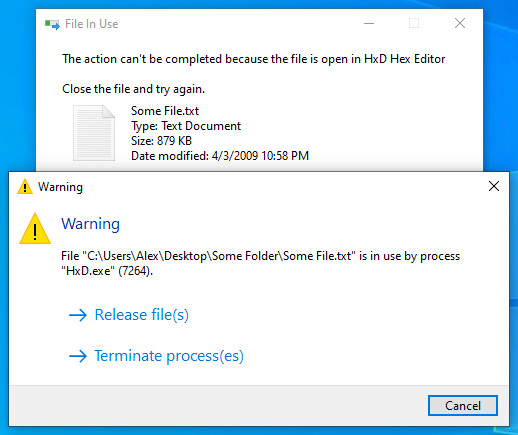 File In Use
The action can't be completed because the file is open in HxD Hex Editor
Close the file and try again.
Some File.txt
Type: Text Document
Size: 879 KB
Date modified: 4/3/2009 10:58 PM
Warning
Warning
File "C:\Users\Alex\Desktop\Some Folder\Some File.txt" is in use by process
"HxD.exe" (7264).
Release file(s)
Terminate process(es)
Cancel